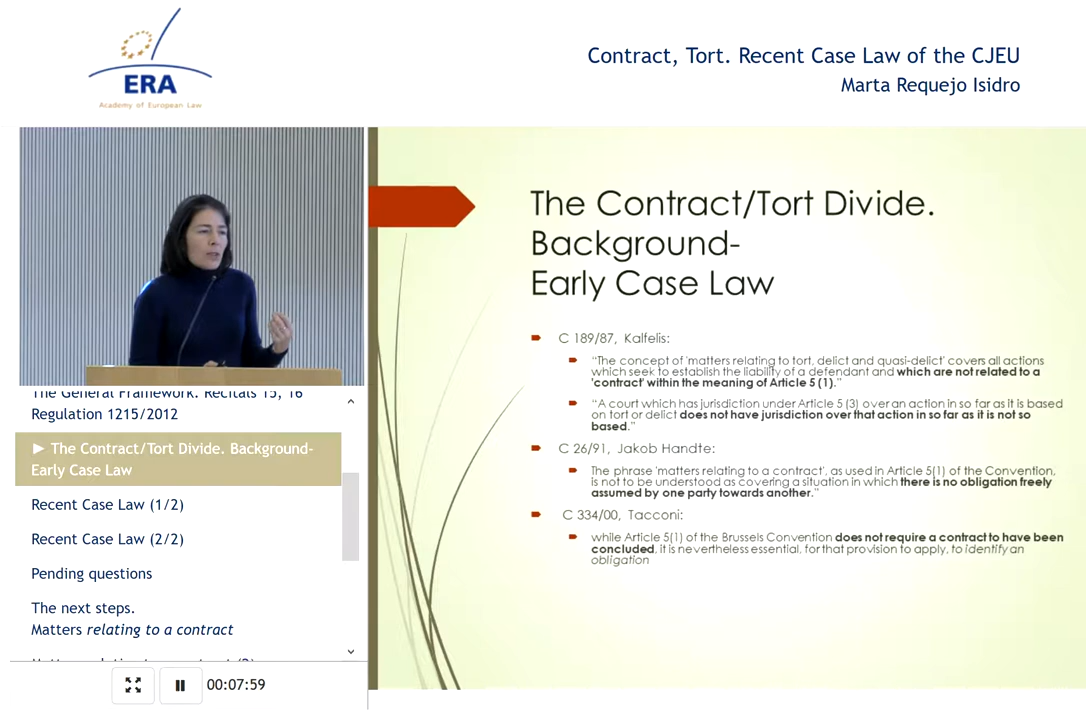 ERA
Academy of European Law
Contract, Tort. Recent Case Law of the CJEU
Marta Requejo Isidro
The General Framework. Recitals 15, 16
Regulation 1215/2012
► The Contract/Tort Divide. Background-
Early Case Law
Recent Case Law (1/2)
Recent Case Law (2/2)
Pending questions
The next steps.
Matters relating to a contract
00:07:59
The Contract/Tort Divide.
Background-
Early Case Law
C 189/87, Kalfelis:
"The concept of 'matters relating to tort, delict and quasi-delict' covers all actions
which seek to establish the liability of a defendant and which are not related to a
'contract' within the meaning of Article 5 (1)."
"A court which has jurisdiction under Article 5 (3) over an action in so far as it is based
on tort or delict does not have jurisdiction over that action in so far as it is not so
based."
C 26/91, Jakob Handte:
The phrase 'matters relating to a contract', as used in Article 5(1) of the Convention,
is not to be understood as covering a situation in which there is no obligation freely
assumed by one party towards another."
C 334/00, Tacconi:
while Article 5(1) of the Brussels Convention does not require a contract to have been
concluded, it is nevertheless essential, for that provision to apply, to identify an
obligation